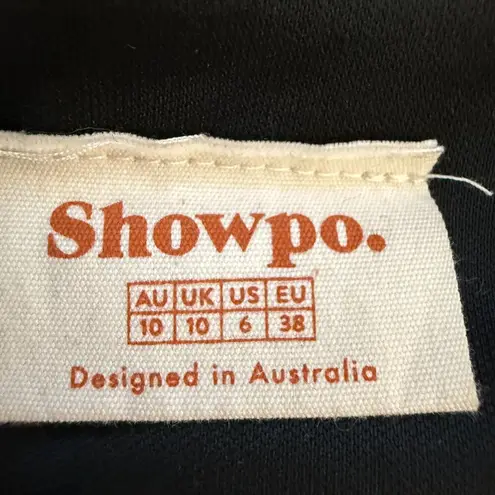 Showpo.
AU UK US EU
10 10 6 38
Designed in Australia